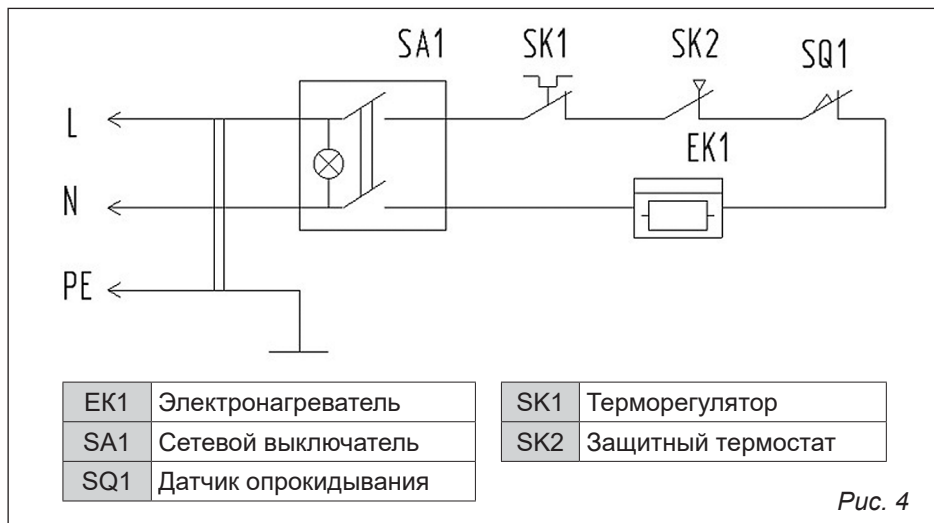 SA1 SK1 SK2 SQ1
L
EK1
N
PE
EK1 Электронагреватель
SA1 Сетевой выключатель
SQ1 Датчик опрокидывания
SK1 Терморегулятор
SK2 Защитный термостат
Рис. 4